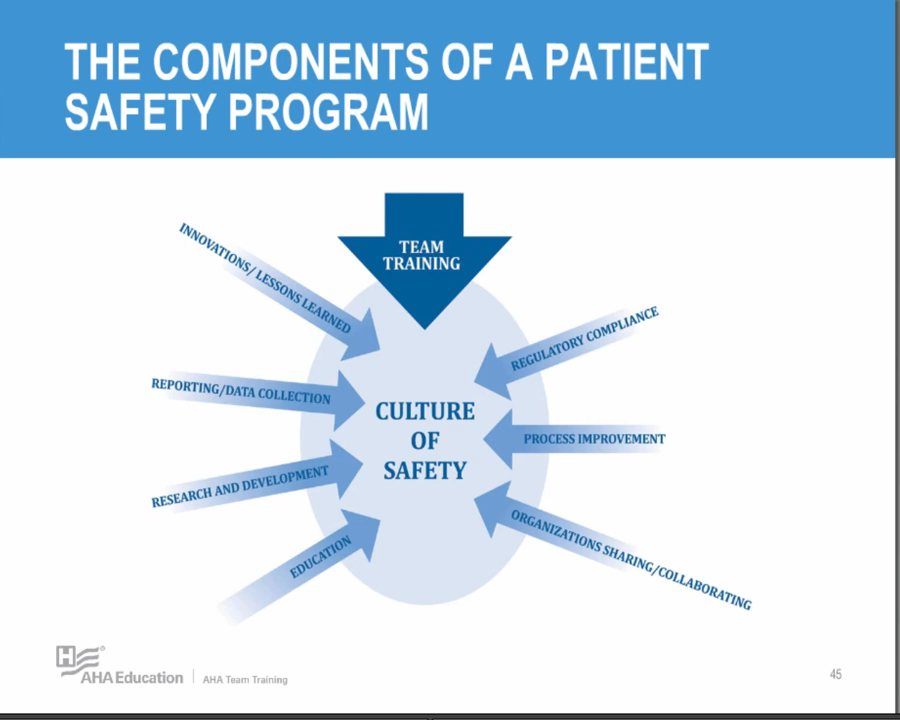 THE COMPONENTS OF A PATIENT
SAFETY PROGRAM
TEAM
TRAINING
INNOVATIONS/ LESSONS LEARNED
REPORTING/DATA COLLECTION
RESEARCH AND DEVELOPMENT
EDUCATION
CULTURE
OF
SAFETY
REGULATORY COMPLIANCE
PROCESS IMPROVEMENT
ORGANIZATIONS SHARING/COLLABORATING
H
AHA Education
AHA Team Training
45